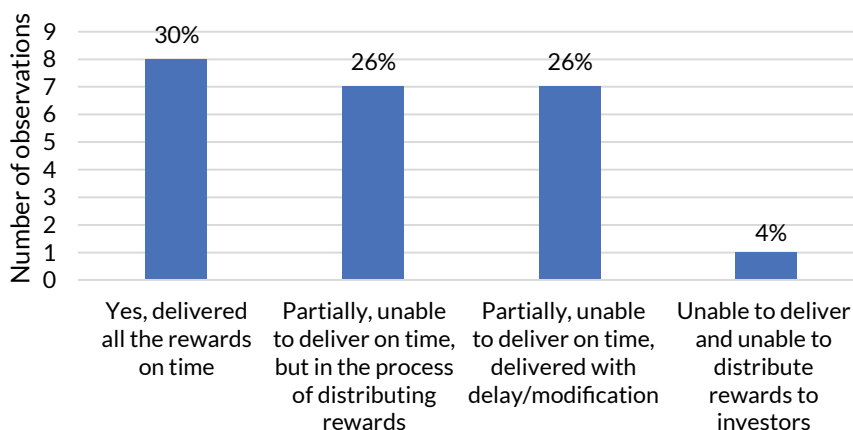 Number of observations
9
8
7
6
5
4
3
2
1
0
30%
26%
26%
4%
Yes, delivered
all the rewards
on time
Partially, unable
to deliver on time,
but in the process
of distributing
rewards
Partially, unable
to deliver on time,
delivered with
delay/modification
Unable to deliver
and unable to
distribute
rewards to
investors